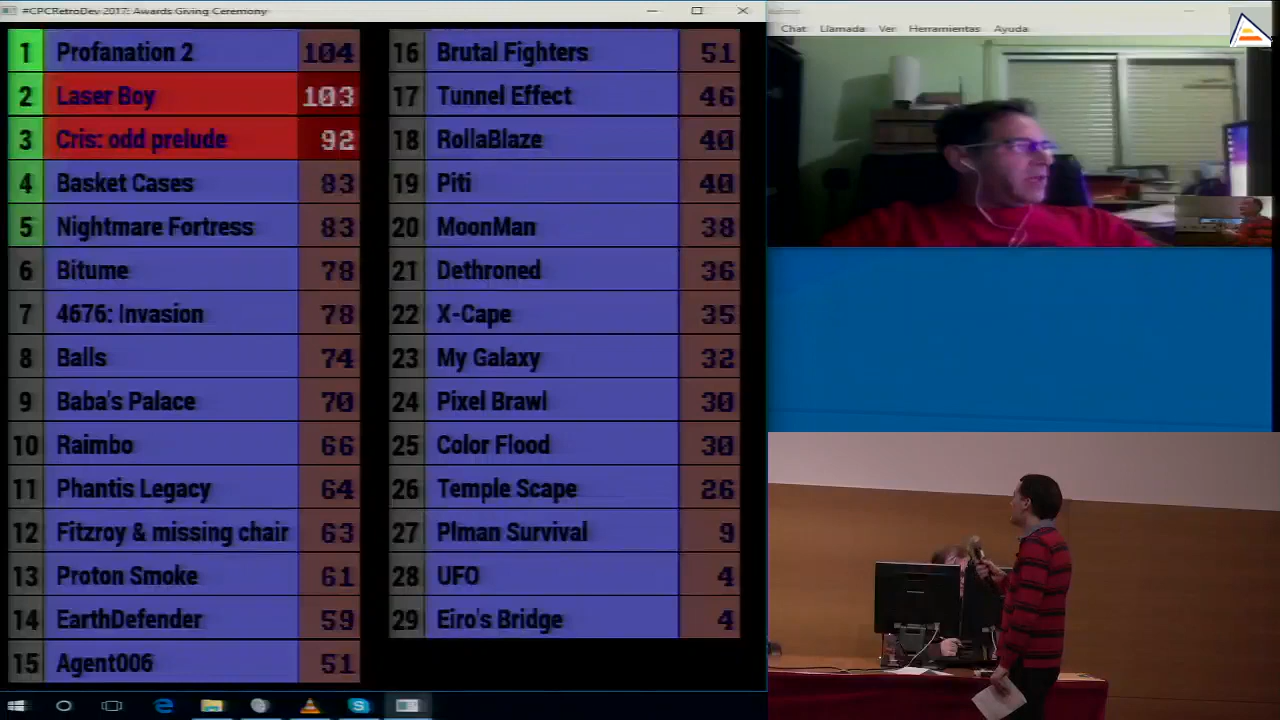 #CPCRetroDev 2017: Awards Giving Ceremony
1 Profanation 2 104
2 Laser Boy 103
3 Cris: odd prelude 92
4 Basket Cases 83
5 Nightmare Fortress 83
6 Bitume 78
7 4676: Invasion 78
8 Balls 74
9 Baba's Palace 70
10 Raimbo 66
11 Phantis Legacy 64
12 Fitzroy & missing chair 63
13 Proton Smoke 61
14 EarthDefender 59
15 Agent006 51
16 Brutal Fighters 51
17 Tunnel Effect 46
18 RollaBlaze 40
19 Piti 40
20 MoonMan 38
21 Dethroned 36
22 X-Cape 35
23 My Galaxy 32
24 Pixel Brawl 30
25 Color Flood 30
26 Temple Scape 26
27 Plman Survival 9
28 UFO 4
29 Eiro's Bridge 4
Chat Llamada Ver Herramientas Ayuda